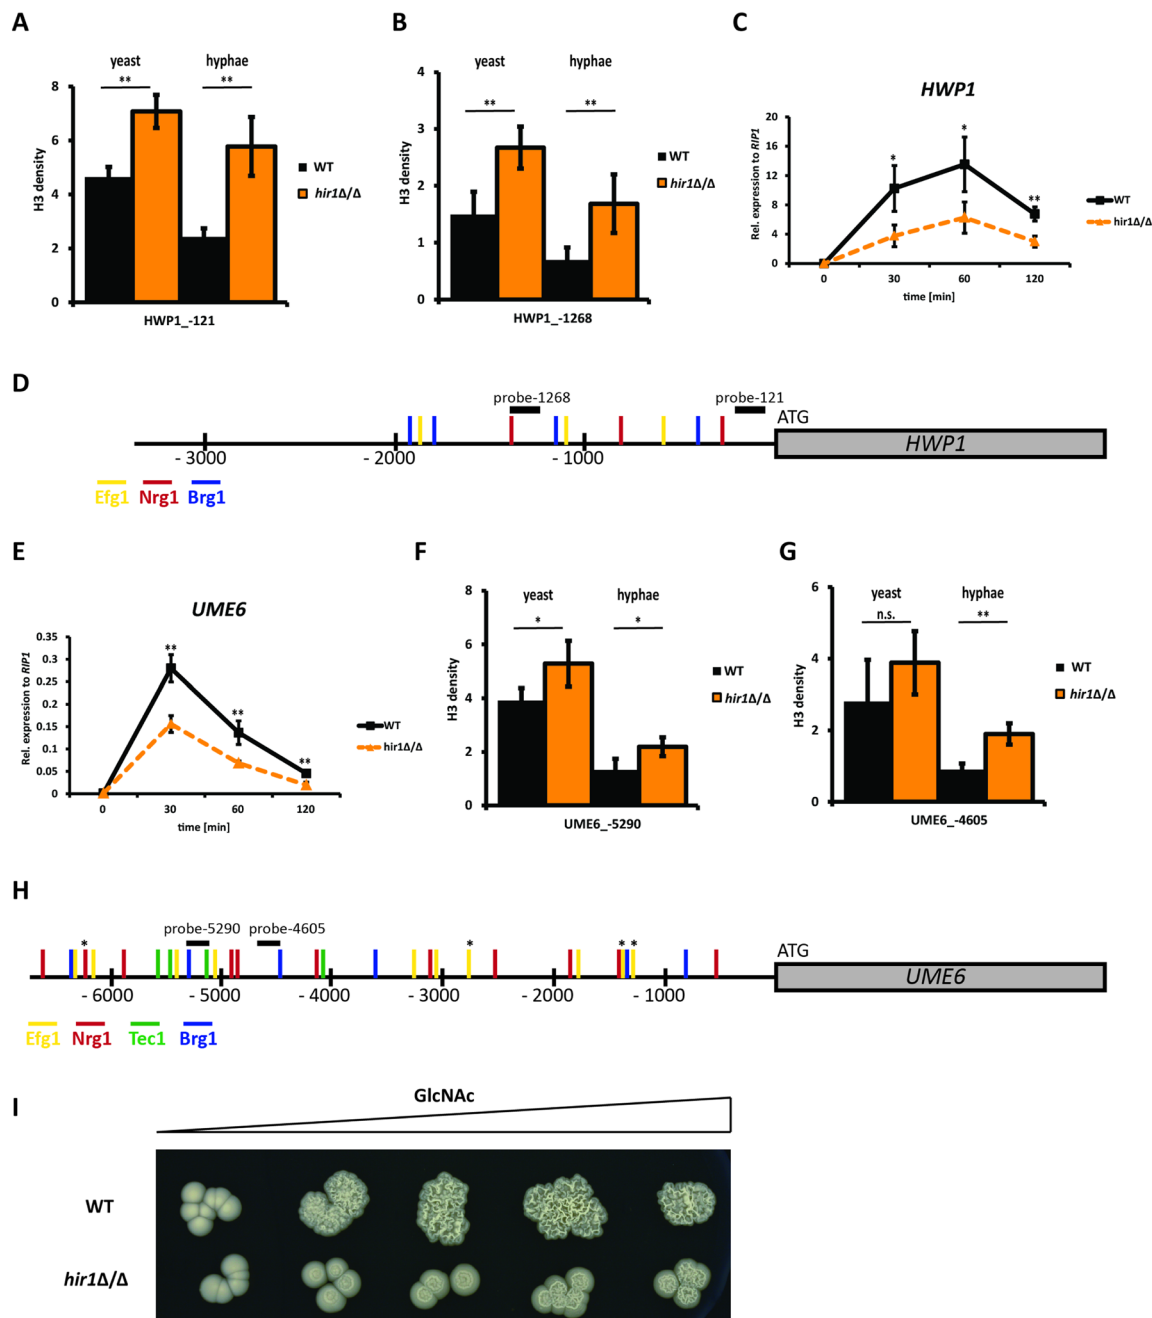 A
B
C
yeast
hyphae
**
**
8
6
4
2
0
H3 density
WT
hir1Δ/Δ
HWP1_-121
yeast
hyphae
**
**
4
3
2
1
0
H3 density
WT
hir1Δ/Δ
HWP1_-1268
HWP1
20
16
12
8
4
0
Rel. expression to RIP1
*
*
**
WT
hir1Δ/Δ
0
30
60
120
time [min]
D
probe-1268
probe-121
ATG
HWP1
- 3000
- 2000
- 1000
Efg1
Nrg1
Brg1
E
F
G
UME6
0.35
0.3
0.25
0.2
0.15
0.1
0.05
0
Rel. expression to RIP1
**
**
**
WT
hir1Δ/Δ
0
30
60
120
time [min]
yeast
hyphae
*
*
8
6
4
2
0
H3 density
WT
hir1Δ/Δ
UME6_-5290
yeast
hyphae
n.s.
**
6
4
2
0
H3 density
WT
hir1Δ/Δ
UME6_-4605
H
probe-5290
probe-4605
*
*
*
*
ATG
UME6
- 6000
- 5000
- 4000
- 3000
- 2000
- 1000
Efg1
Nrg1
Tec1
Brg1
I
GlcNAc
WT
hir1Δ/Δ